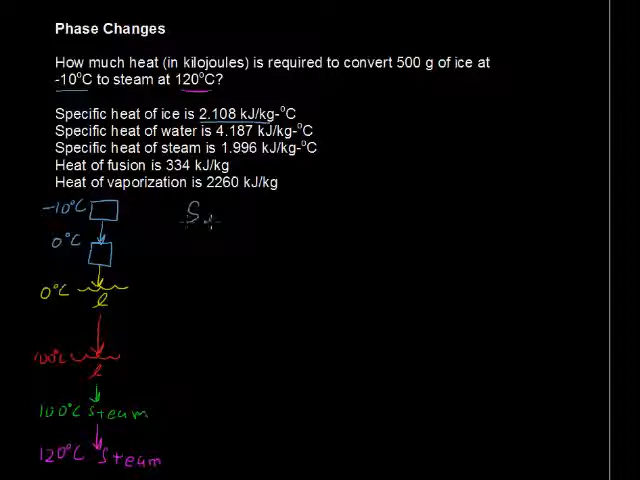 Phase Changes
How much heat (in kilojoules) is required to convert 500 g of ice at
-10°C to steam at 120°C?
Specific heat of ice is 2.108 kJ/kg-°C
Specific heat of water is 4.187 kJ/kg-°C
Specific heat of steam is 1.996 kJ/kg-°C
Heat of fusion is 334 kJ/kg
Heat of vaporization is 2260 kJ/kg
-10°C
S
0°C
0°C
l
100°C
l
100°C Steam
120°C Steam